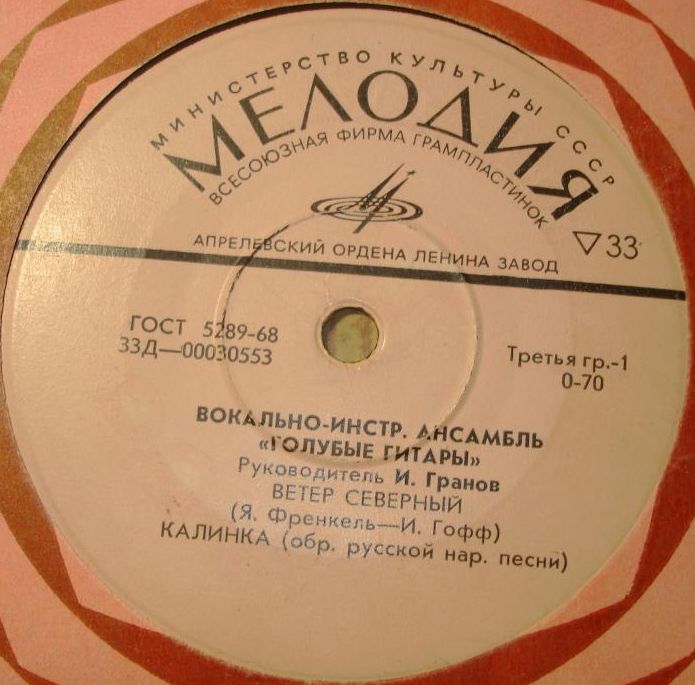 МИНИСТЕРСТВО КУЛЬТУРЫ СССР
МЕЛОДИЯ
ВСЕСОЮЗНАЯ ФИРМА ГРАМПЛАСТИНОК
33
АПРЕЛЕВСКИЙ ОРДЕНА ЛЕНИНА ЗАВОД
ГОСТ 5289-68
33Д—00030553
Третья гр.-1
0-70
ВОКАЛЬНО-ИНСТР. АНСАМБЛЬ
«ГОЛУБЫЕ ГИТАРЫ»
Руководитель И. Гранов
ВЕТЕР СЕВЕРНЫЙ
(Я. Френкель—И. Гофф)
КАЛИНКА (обр. русской нар. песни)